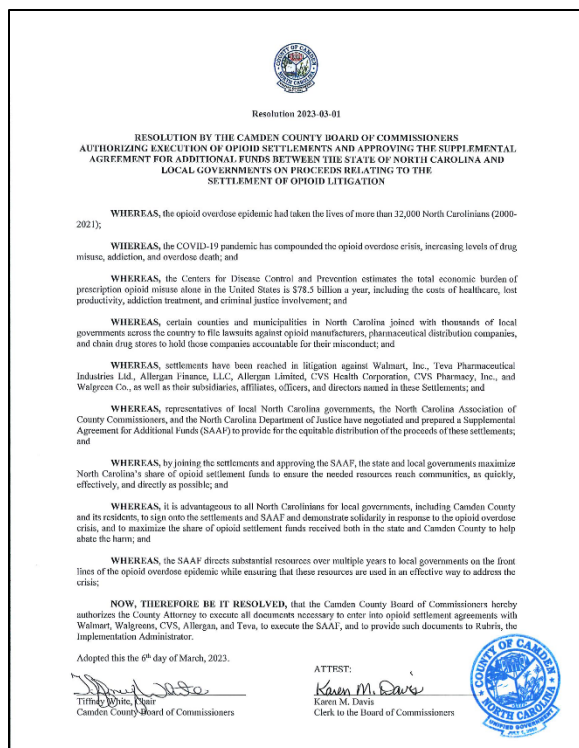 COUNTY OF CAMDEN
NORTH CAROLINA
Resolution 2023-03-01
RESOLUTION BY THE CAMDEN COUNTY BOARD OF COMMISSIONERS
AUTHORIZING EXECUTION OF OPIOID SETTLEMENTS AND APPROVING THE SUPPLEMENTAL
AGREEMENT FOR ADDITIONAL FUNDS BETWEEN THE STATE OF NORTH CAROLINA AND
LOCAL GOVERNMENTS ON PROCEEDS RELATING TO THE
SETTLEMENT OF OPIOID LITIGATION
WHEREAS, the opioid overdose epidemic had taken the lives of more than 32,000 North Carolinians (2000-
2021);
WHEREAS, the COVID-19 pandemic has compounded the opioid overdose crisis, increasing levels of drug
misuse, addiction, and overdose death; and
WHEREAS, the Centers for Disease Control and Prevention estimates the total economic burden of
prescription opioid misuse alone in the United States is $78.5 billion a year, including the costs of healthcare, lost
productivity, addiction treatment, and criminal justice involvement; and
WHEREAS, certain counties and municipalities in North Carolina joined with thousands of local
governments across the country to file lawsuits against opioid manufacturers, pharmaceutical distribution companies,
and chain drug stores to hold those companies accountable for their misconduct; and
WHEREAS, settlements have been reached in litigation against Walmart, Inc., Teva Pharmaceutical
Industries Ltd., Allergan Finance, LLC, Allergan Limited, CVS Health Corporation, CVS Pharmacy, Inc., and
Walgreen Co., as well as their subsidiaries, affiliates, officers, and directors named in these Settlements; and
WHEREAS, representatives of local North Carolina governments, the North Carolina Association of
County Commissioners, and the North Carolina Department of Justice have negotiated and prepared a Supplemental
Agreement for Additional Funds (SAAF) to provide for the equitable distribution of the proceeds of these settlements;
and
WHEREAS, by joining the settlements and approving the SAAF, the state and local governments maximize
North Carolina's share of opioid settlement funds to ensure the needed resources reach communities, as quickly,
effectively, and directly as possible; and
WHEREAS, it is advantageous to all North Carolinians for local governments, including Camden County
and its residents, to sign onto the settlements and SAAF and demonstrate solidarity in response to the opioid overdose
crisis, and to maximize the share of opioid settlement funds received both in the state and Camden County to help
abate the harm; and
WHEREAS, the SAAF directs substantial resources over multiple years to local governments on the front
lines of the opioid overdose epidemic while ensuring that these resources are used in an effective way to address the
crisis;
NOW, THEREFORE BE IT RESOLVED, that the Camden County Board of Commissioners hereby
authorizes the County Attorney to execute all documents necessary to enter into opioid settlement agreements with
Walmart, Walgreens, CVS, Allergan, and Teva, to execute the SAAF, and to provide such documents to Rubris, the
Implementation Administrator.
Adopted this the 6th day of March, 2023.
Tiffney White, Chair
Camden County Board of Commissioners
ATTEST:
Karen M. Davis
Karen M. Davis
Clerk to the Board of Commissioners
COUNTY OF CAMDEN
NORTH CAROLINA
UNIFIED GOVERNMENT